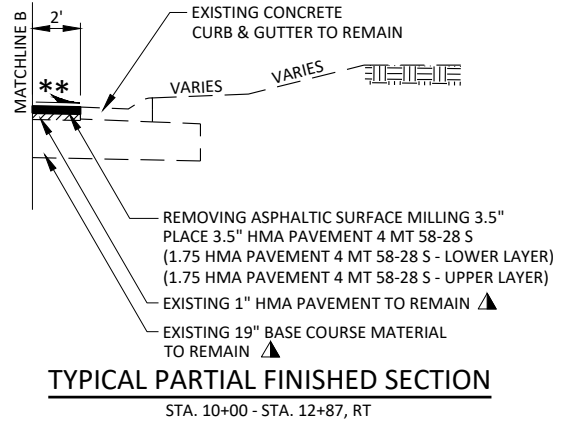 MATCHLINE B
2'
EXISTING CONCRETE
CURB & GUTTER TO REMAIN
**
VARIES
VARIES
REMOVING ASPHALTIC SURFACE MILLING 3.5"
PLACE 3.5" HMA PAVEMENT 4 MT 58-28 S
(1.75 HMA PAVEMENT 4 MT 58-28 S - LOWER LAYER)
(1.75 HMA PAVEMENT 4 MT 58-28 S - UPPER LAYER)
EXISTING 1" HMA PAVEMENT TO REMAIN
EXISTING 19" BASE COURSE MATERIAL
TO REMAIN
TYPICAL PARTIAL FINISHED SECTION
STA. 10+00 - STA. 12+87, RT